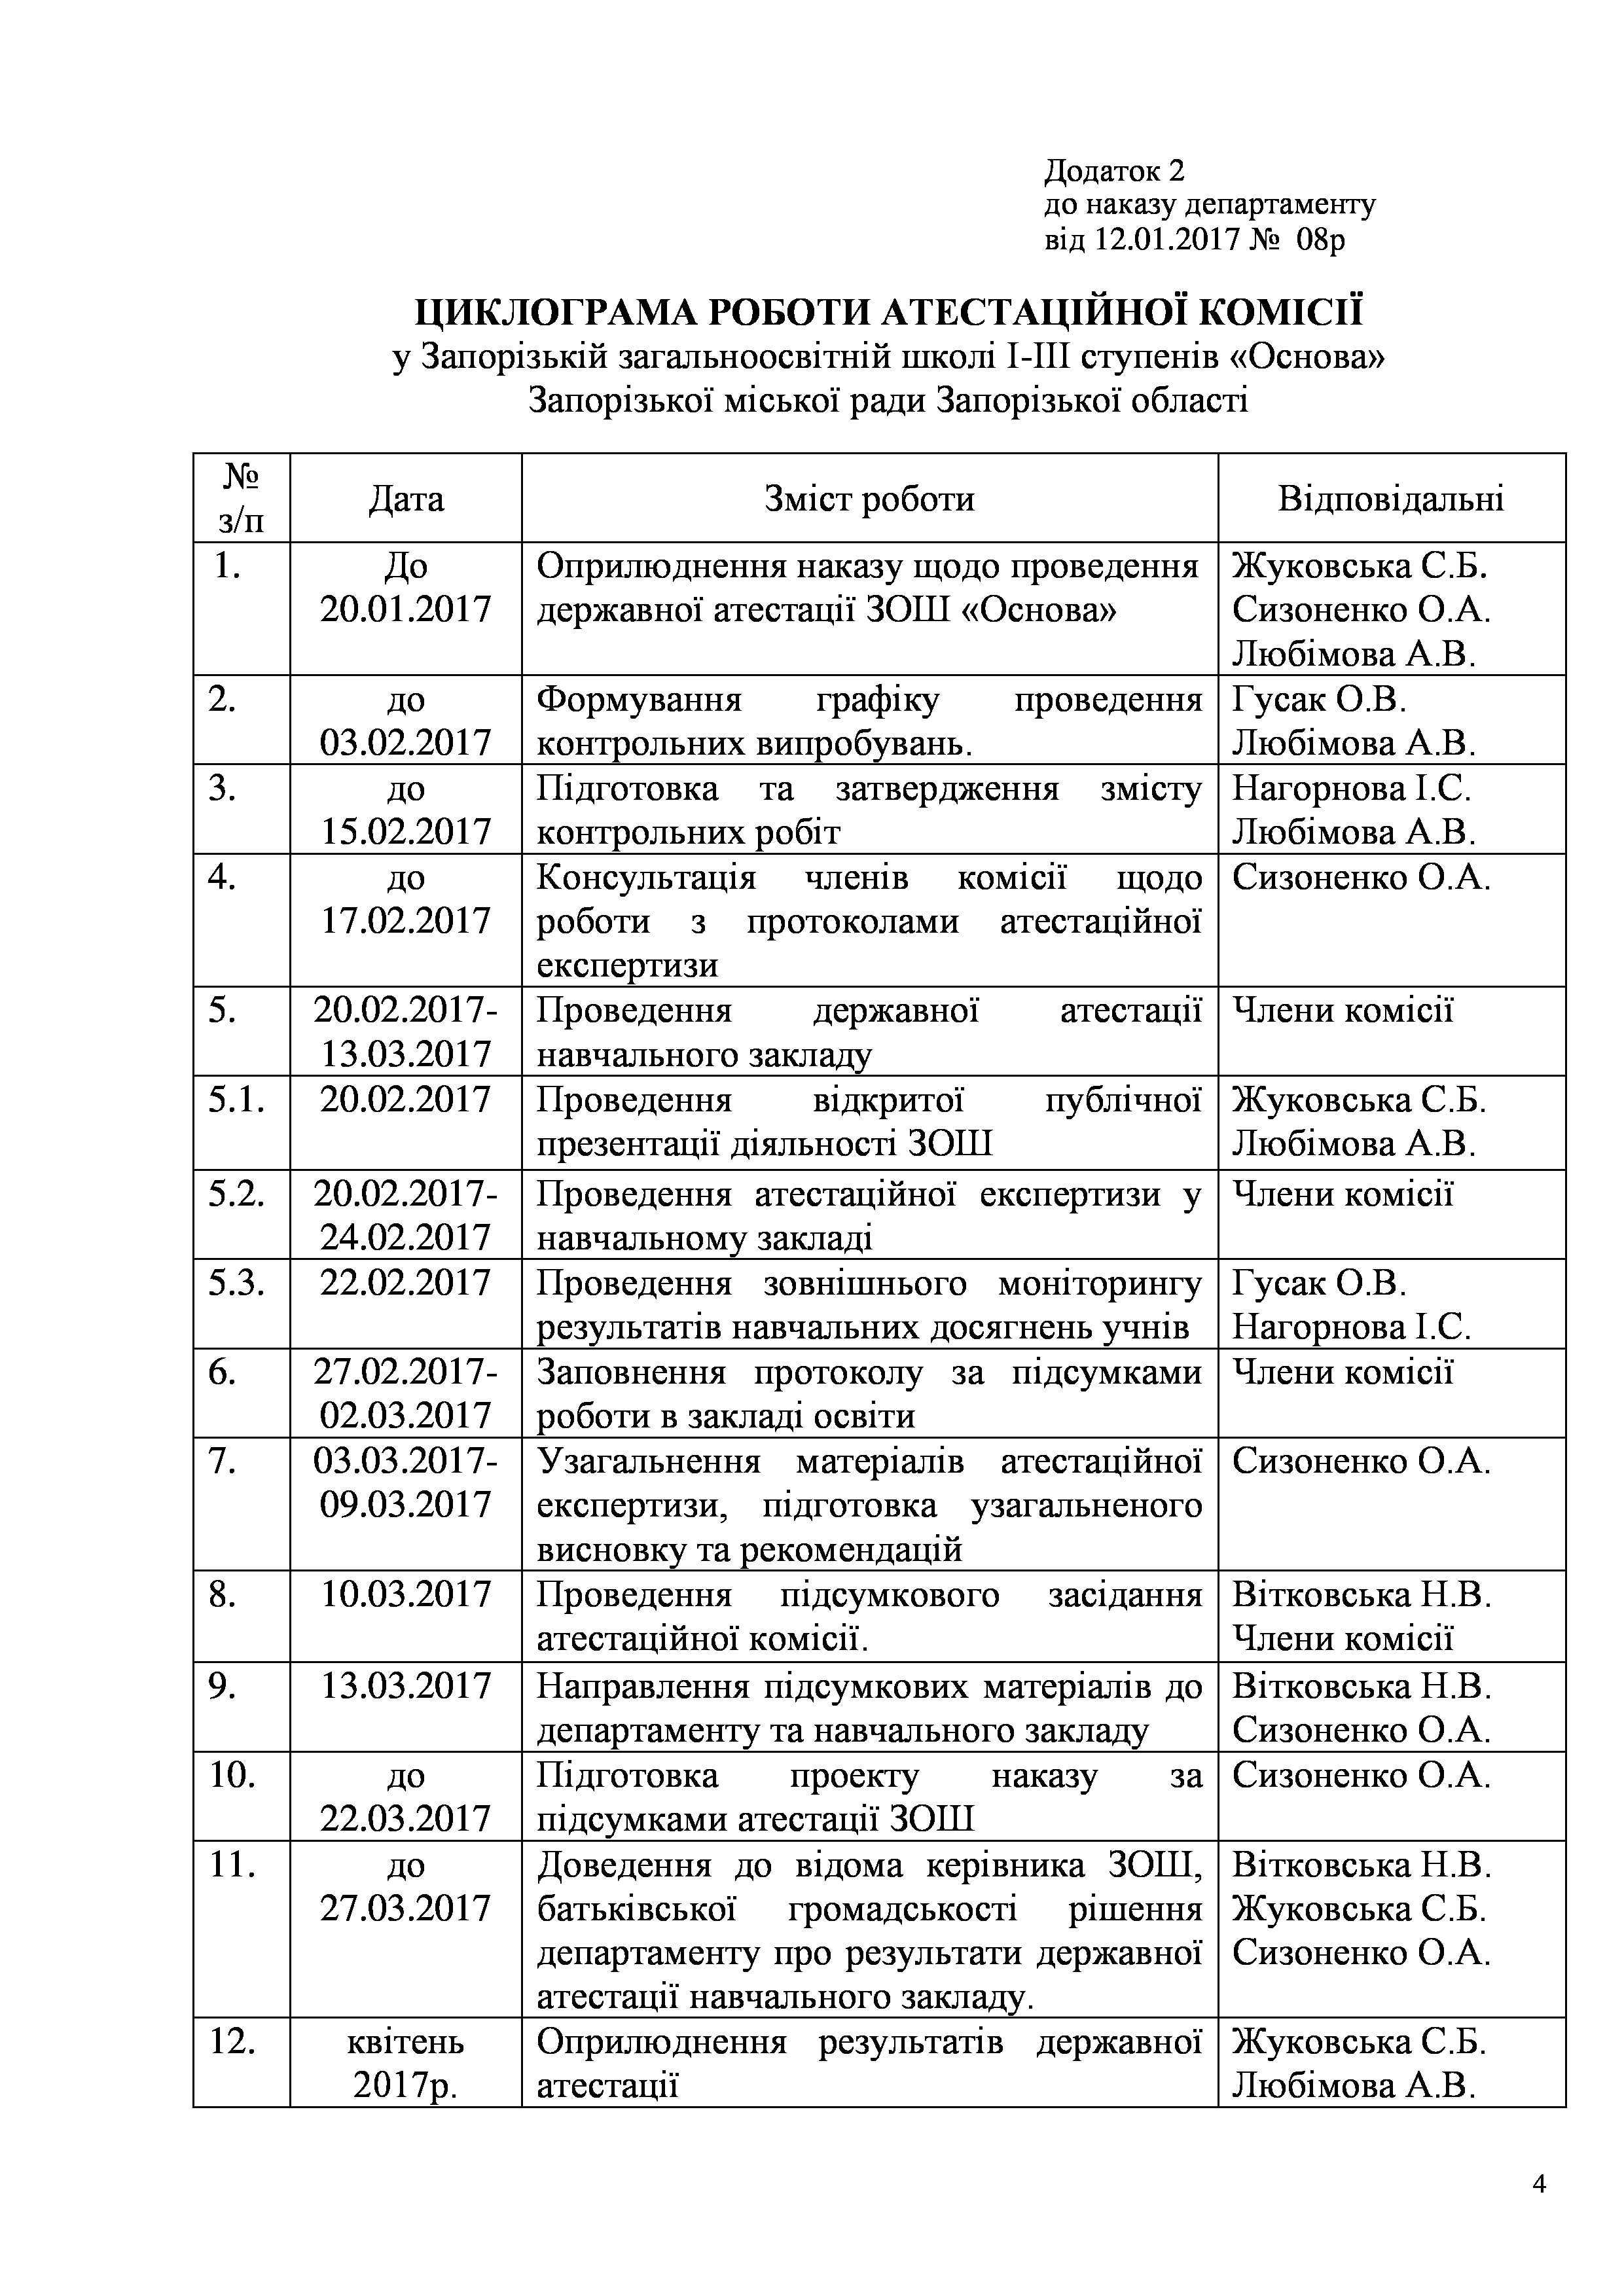 Додаток 2
до наказу департаменту
від 12.01.2017 № 08р
ЦИКЛОГРАМА РОБОТИ АТЕСТАЦІЙНОЇ КОМІСІЇ
у Запорізькій загальноосвітній школі І-ІІІ ступенів «Основа»
Запорізької міської ради Запорізької області
№
з/п
Дата
Зміст роботи
Відповідальні
1.
До
20.01.2017
Оприлюднення наказу щодо проведення
державної атестації ЗОШ «Основа»
Жуковська С.Б.
Сизоненко О.А.
Любімова А.В.
2.
до
03.02.2017
Формування графіку проведення
контрольних випробувань.
Гусак О.В.
Любімова А.В.
3.
до
15.02.2017
Підготовка та затвердження змісту
контрольних робіт
Нагорнова І.С.
Любімова А.В.
4.
до
17.02.2017
Консультація членів комісії щодо
роботи з протоколами атестаційної
експертизи
Сизоненко О.А.
5.
20.02.2017-
13.03.2017
Проведення державної атестації
навчального закладу
Члени комісії
5.1.
20.02.2017
Проведення відкритої публічної
презентації діяльності ЗОШ
Жуковська С.Б.
Любімова А.В.
5.2.
20.02.2017-
24.02.2017
Проведення атестаційної експертизи у
навчальному закладі
Члени комісії
5.3.
22.02.2017
Проведення зовнішнього моніторингу
результатів навчальних досягнень учнів
Гусак О.В.
Нагорнова І.С.
6.
27.02.2017-
02.03.2017
Заповнення протоколу за підсумками
роботи в закладі освіти
Члени комісії
7.
03.03.2017-
09.03.2017
Узагальнення матеріалів атестаційної
експертизи, підготовка узагальненого
висновку та рекомендацій
Сизоненко О.А.
8.
10.03.2017
Проведення підсумкового засідання
атестаційної комісії.
Вітковська Н.В.
Члени комісії
9.
13.03.2017
Направлення підсумкових матеріалів до
департаменту та навчального закладу
Вітковська Н.В.
Сизоненко О.А.
10.
до
22.03.2017
Підготовка проекту наказу за
підсумками атестації ЗОШ
Сизоненко О.А.
11.
до
27.03.2017
Доведення до відома керівника ЗОШ,
батьківської громадськості рішення
департаменту про результати державної
атестації навчального закладу.
Вітковська Н.В.
Жуковська С.Б.
Сизоненко О.А.
12.
квітень
2017р.
Оприлюднення результатів державної
атестації
Жуковська С.Б.
Любімова А.В.
4